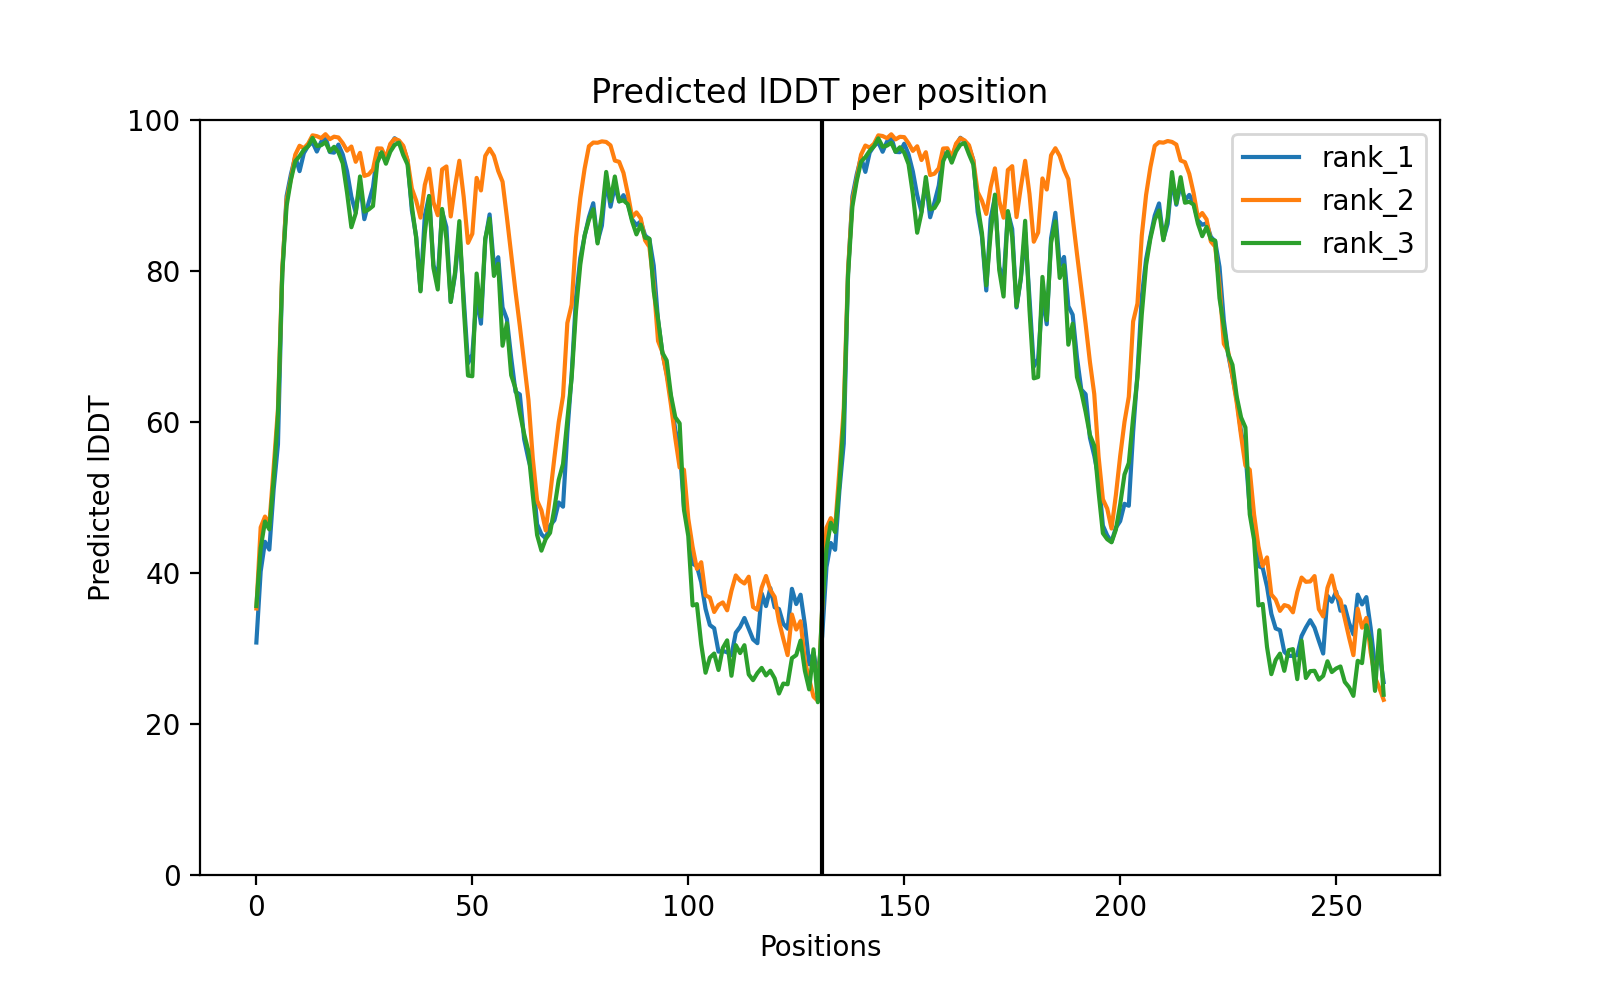 Predicted lDDT per position
100
80
60
40
20
0
Predicted lDDT
0 50 100 150 200 250
Positions
rank_1
rank_2
rank_3